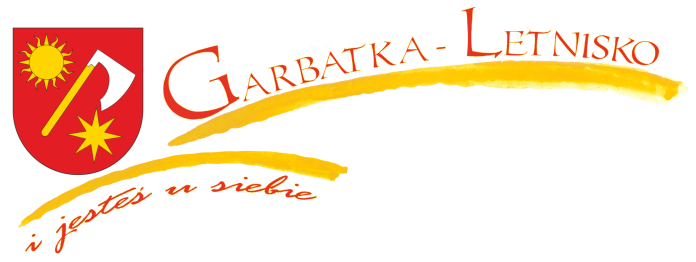 GARBATKA - LETNISKO
i jesteś u siebie